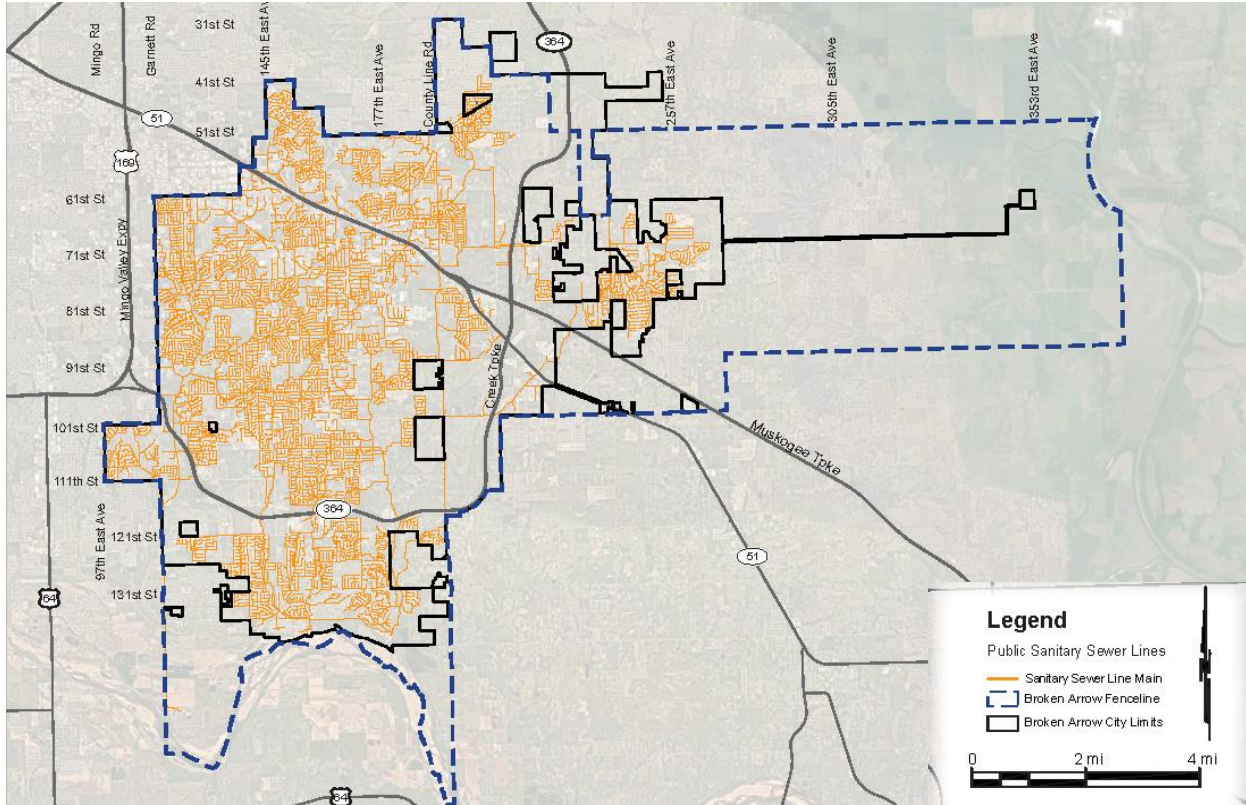 Mingo Rd
Garnett Rd
145th East Ave
177th East Ave
County Line Rd
257th East Ave
305th East Ave
353rd East Ave
31st St
41st St
51st St
61st St
71st St
81st St
91st St
101st St
111th St
121st St
131st St
51
169
364
Mingo Valley Expy
Creek Tpke
Muskogee Tpke
97th East Ave
364
51
64
64
Legend
Public Sanitary Sewer Lines
Sanitary Sewer Line Main
Broken Arrow Fenceline
Broken Arrow City Limits
0 2 mi 4 mi